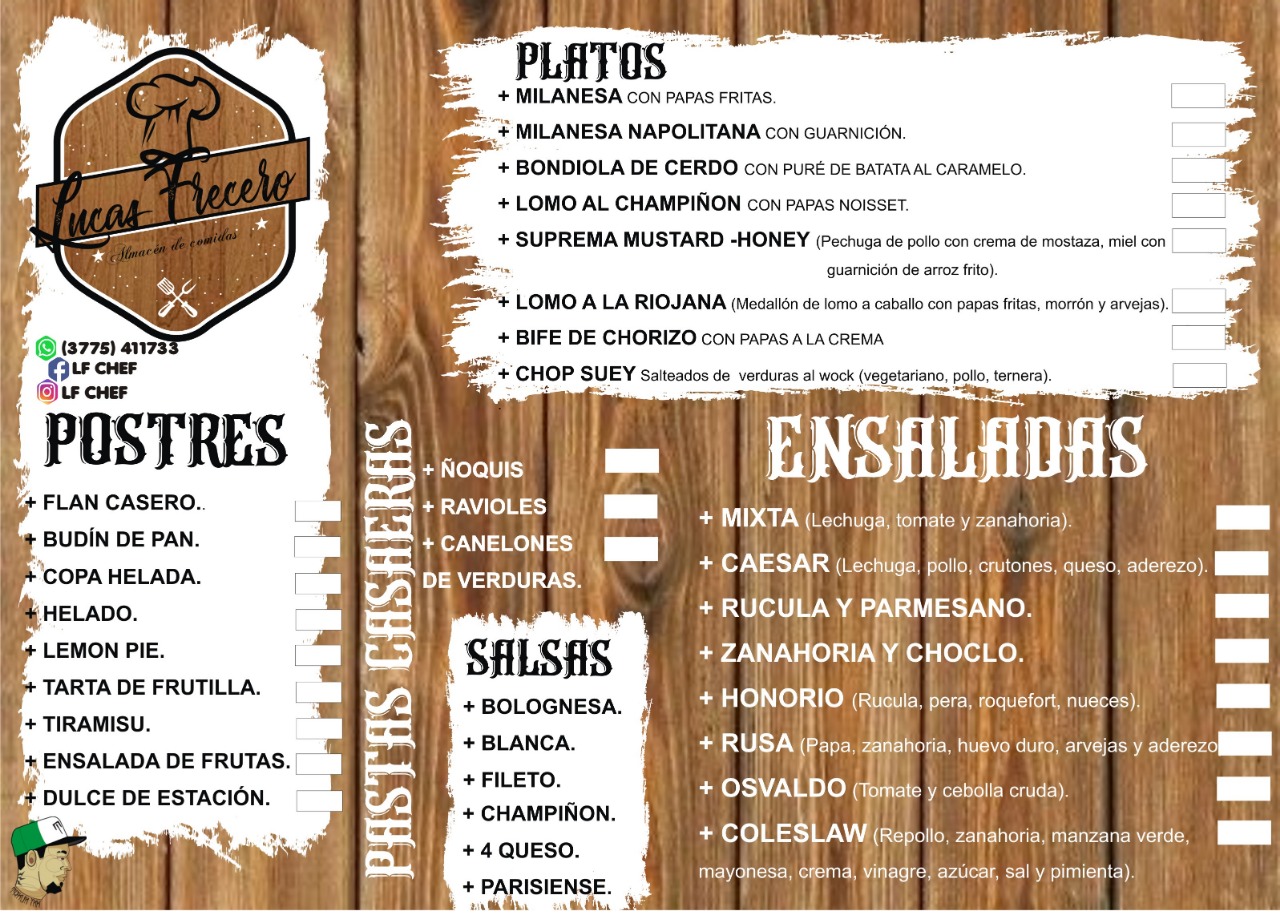 Lucas Frecero
Almacén de comidas
(3775) 411733
LF CHEF
LF CHEF
POSTRES
+ FLAN CASERO..
+ BUDÍN DE PAN.
+ COPA HELADA.
+ HELADO.
+ LEMON PIE.
+ TARTA DE FRUTILLA.
+ TIRAMISU.
+ ENSALADA DE FRUTAS.
+ DULCE DE ESTACIÓN.
PLATOS
+ MILANESA CON PAPAS FRITAS.
+ MILANESA NAPOLITANA CON GUARNICIÓN.
+ BONDIOLA DE CERDO CON PURÉ DE BATATA AL CARAMELO.
+ LOMO AL CHAMPIÑON CON PAPAS NOISSET.
+ SUPREMA MUSTARD -HONEY (Pechuga de pollo con crema de mostaza, miel con
guarnición de arroz frito).
+ LOMO A LA RIOJANA (Medallón de lomo a caballo con papas fritas, morrón y arvejas).
+ BIFE DE CHORIZO CON PAPAS A LA CREMA
+ CHOP SUEY Salteados de verduras al wock (vegetariano, pollo, ternera).
PASTAS CASAERAS
+ ÑOQUIS
+ RAVIOLES
+ CANELONES
DE VERDURAS.
SALSAS
+ BOLOGNESA.
+ BLANCA.
+ FILETO.
+ CHAMPIÑON.
+ 4 QUESO.
+ PARISIENSE.
ENSALADAS
+ MIXTA (Lechuga, tomate y zanahoria).
+ CAESAR (Lechuga, pollo, crutones, queso, aderezo).
+ RUCULA Y PARMESANO.
+ ZANAHORIA Y CHOCLO.
+ HONORIO (Rucula, pera, roquefort, nueces).
+ RUSA (Papa, zanahoria, huevo duro, arvejas y aderezo
+ OSVALDO (Tomate y cebolla cruda).
+ COLESLAW (Repollo, zanahoria, manzana verde,
mayonesa, crema, vinagre, azúcar, sal y pimienta).